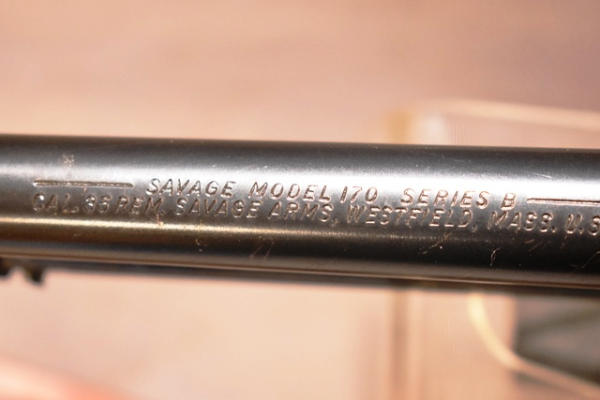 SAVAGE MODEL 170 SERIES B
CAL. 35 REM. SAVAGE ARMS, WESTFIELD, MASS. U.S